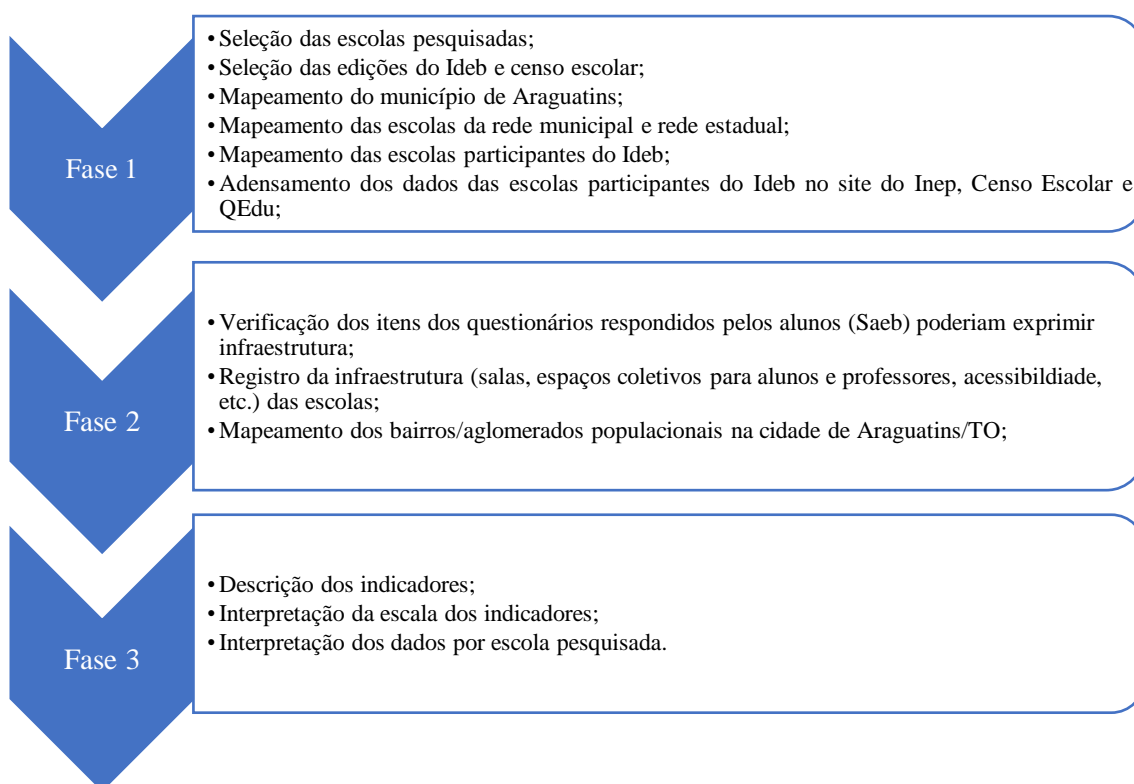 Fase 1
• Seleção das escolas pesquisadas;
• Seleção das edições do Ideb e censo escolar;
• Mapeamento do município de Araguatins;
• Mapeamento das escolas da rede municipal e rede estadual;
• Mapeamento das escolas participantes do Ideb;
• Adensamento dos dados das escolas participantes do Ideb no site do Inep, Censo Escolar e
QEdu;
Fase 2
• Verificação dos itens dos questionários respondidos pelos alunos (Saeb) poderiam exprimir
infraestrutura;
• Registro da infraestrutura (salas, espaços coletivos para alunos e professores, acessibildiade,
etc.) das escolas;
• Mapeamento dos bairros/aglomerados populacionais na cidade de Araguatins/TO;
Fase 3
• Descrição dos indicadores;
• Interpretação da escala dos indicadores;
• Interpretação dos dados por escola pesquisada.